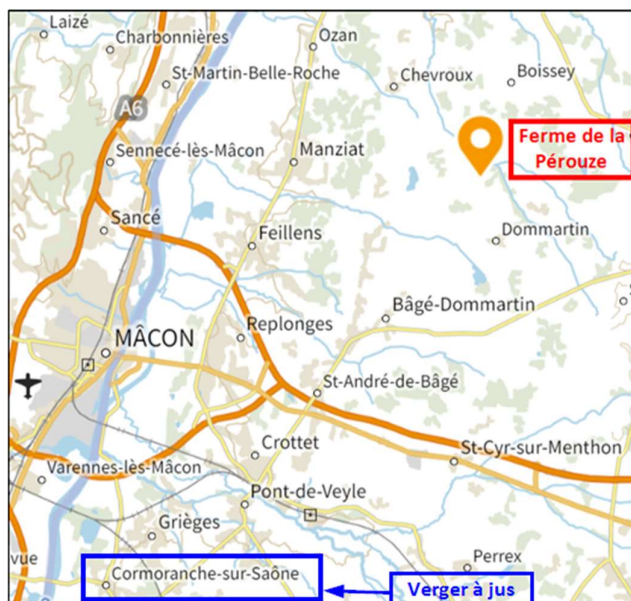 Laizé
Charbonnières
Ozan
St-Martin-Belle-Roche
Chevroux
Boissey
A6
Ferme de la
Pérouze
Sennecé-lès-Mâcon
Manziat
Sancé
Feillens
Dommartin
Bâgé-Dommartin
MÂCON
Replonges
St-André-de-Bâgé
Crottet
St-Cyr-sur-Menthon
Varennes-lès-Mâcon
Pont-de-Veyle
Grièges
vue
Perrex
Cormoranche-sur-Saône
Verger à jus